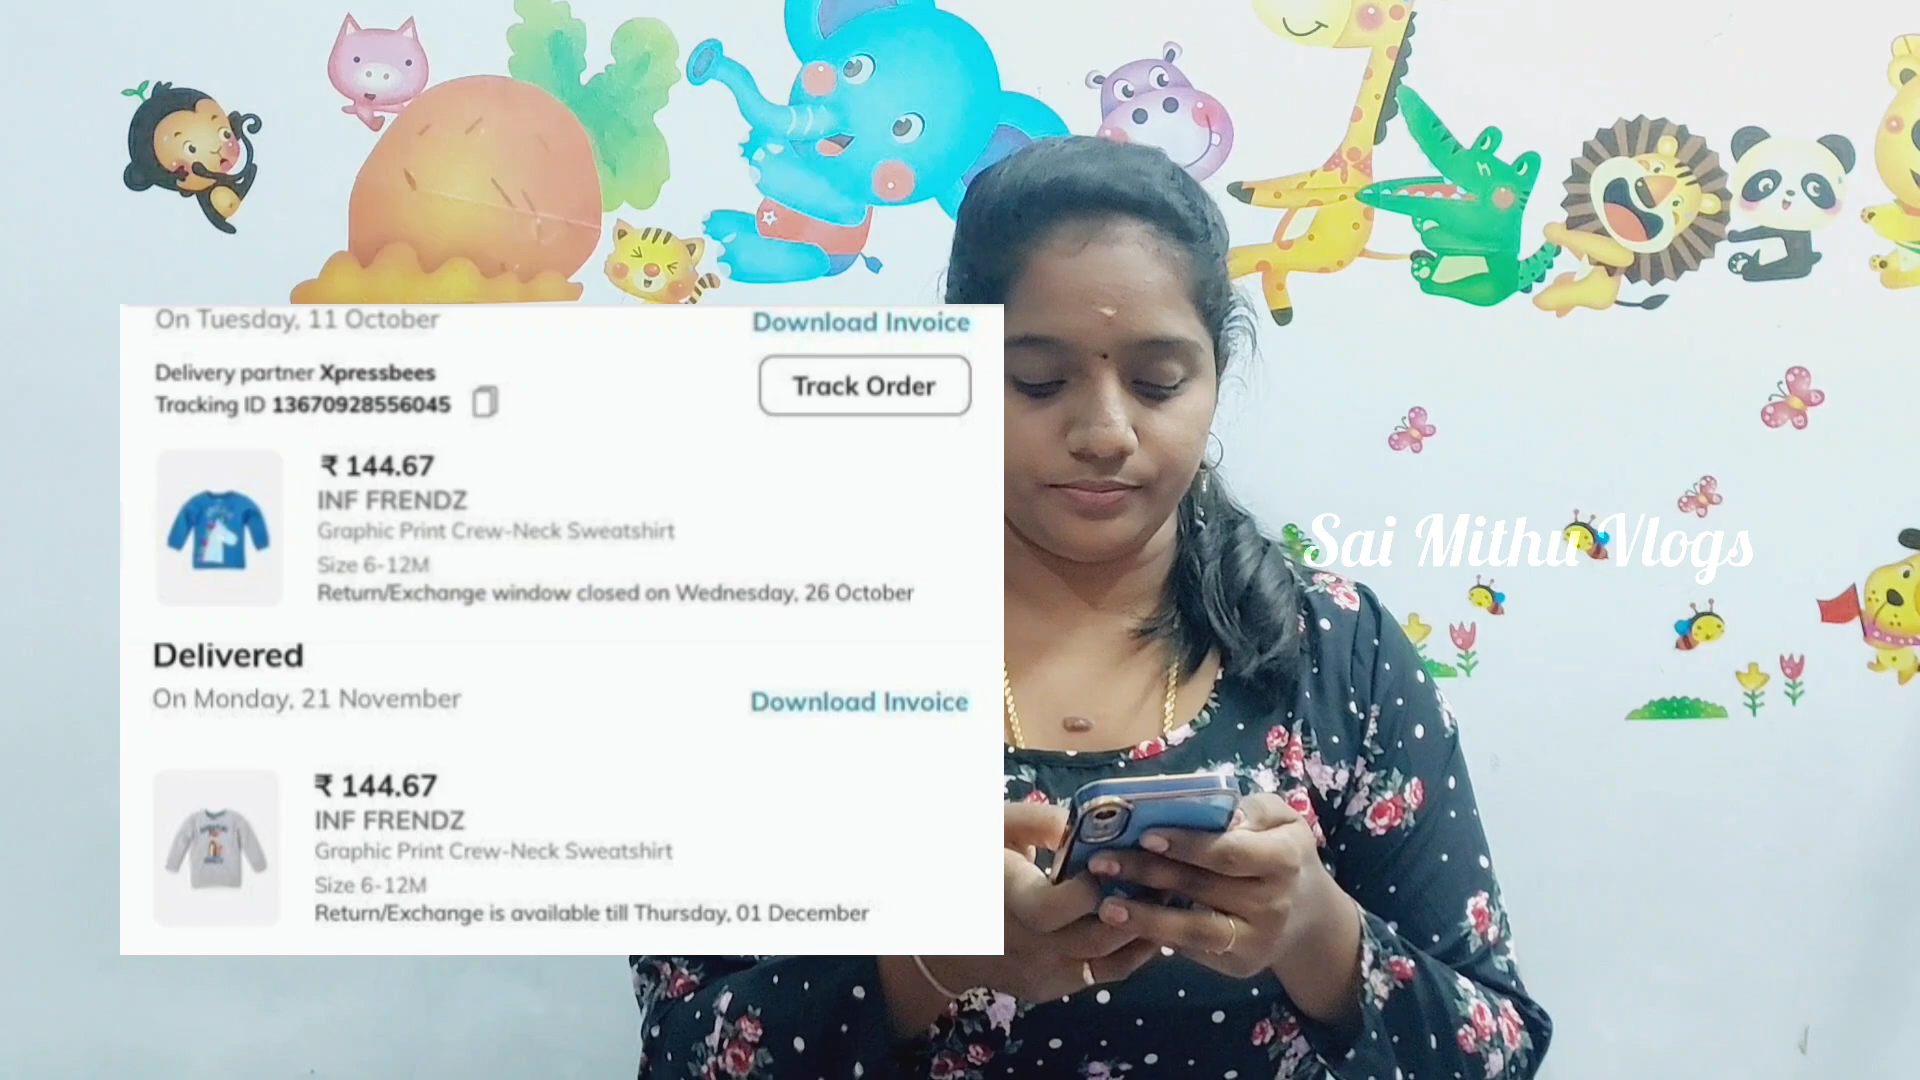 On Tuesday, 11 October
Download Invoice
Delivery partner Xpressbees
Tracking ID 13670928556045
Track Order
₹ 144.67
INF FRENDZ
Graphic Print Crew-Neck Sweatshirt
Size 6-12M
Return/Exchange window closed on Wednesday, 26 October
Delivered
On Monday, 21 November
Download Invoice
₹ 144.67
INF FRENDZ
Graphic Print Crew-Neck Sweatshirt
Size 6-12M
Return/Exchange is available till Thursday, 01 December
Sai Mithu Vlogs